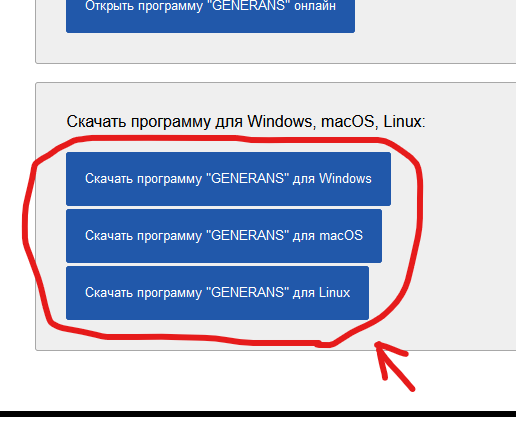 Открыть программу "GENERANS" онлайн
Скачать программу для Windows, macOS, Linux:
Скачать программу "GENERANS" для Windows
Скачать программу "GENERANS" для macOS
Скачать программу "GENERANS" для Linux